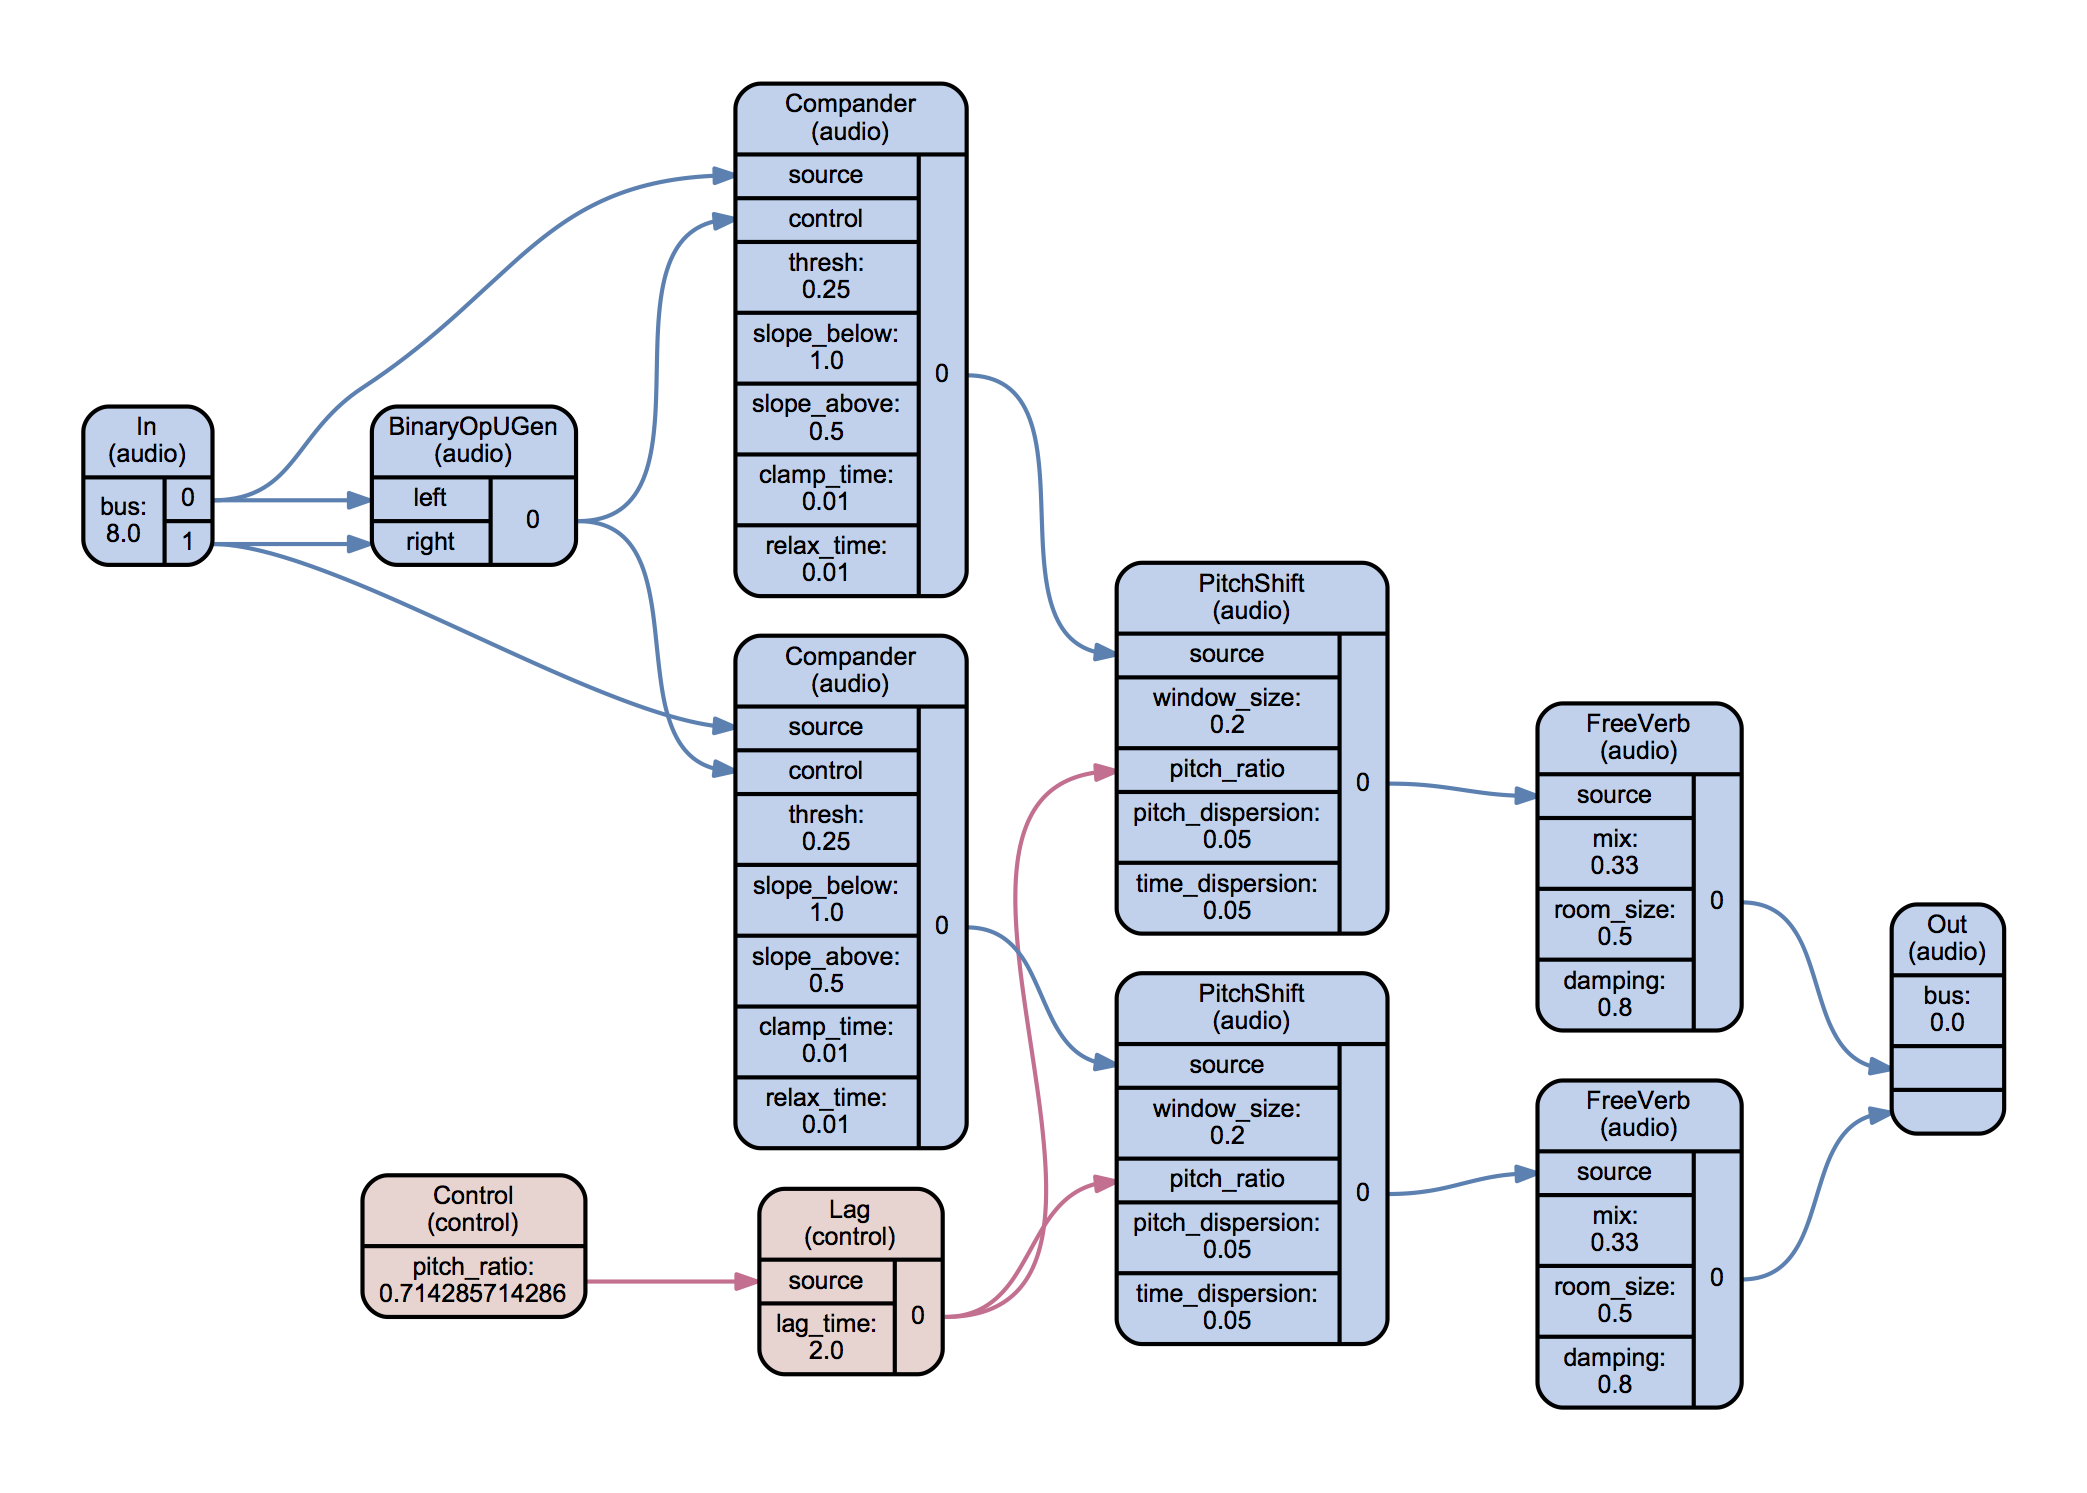 In
(audio)
bus:
8.0
0
1
BinaryOpUGen
(audio)
left
right
0
Compander
(audio)
source
control
thresh:
0.25
slope_below:
1.0
slope_above:
0.5
clamp_time:
0.01
relax_time:
0.01
0
Compander
(audio)
source
control
thresh:
0.25
slope_below:
1.0
slope_above:
0.5
clamp_time:
0.01
relax_time:
0.01
0
Control
(control)
pitch_ratio:
0.714285714286
Lag
(control)
source
lag_time:
2.0
0
PitchShift
(audio)
source
window_size:
0.2
pitch_ratio
pitch_dispersion:
0.05
time_dispersion:
0.05
0
PitchShift
(audio)
source
window_size:
0.2
pitch_ratio
pitch_dispersion:
0.05
time_dispersion:
0.05
0
FreeVerb
(audio)
source
mix:
0.33
room_size:
0.5
damping:
0.8
0
FreeVerb
(audio)
source
mix:
0.33
room_size:
0.5
damping:
0.8
0
Out
(audio)
bus:
0.0